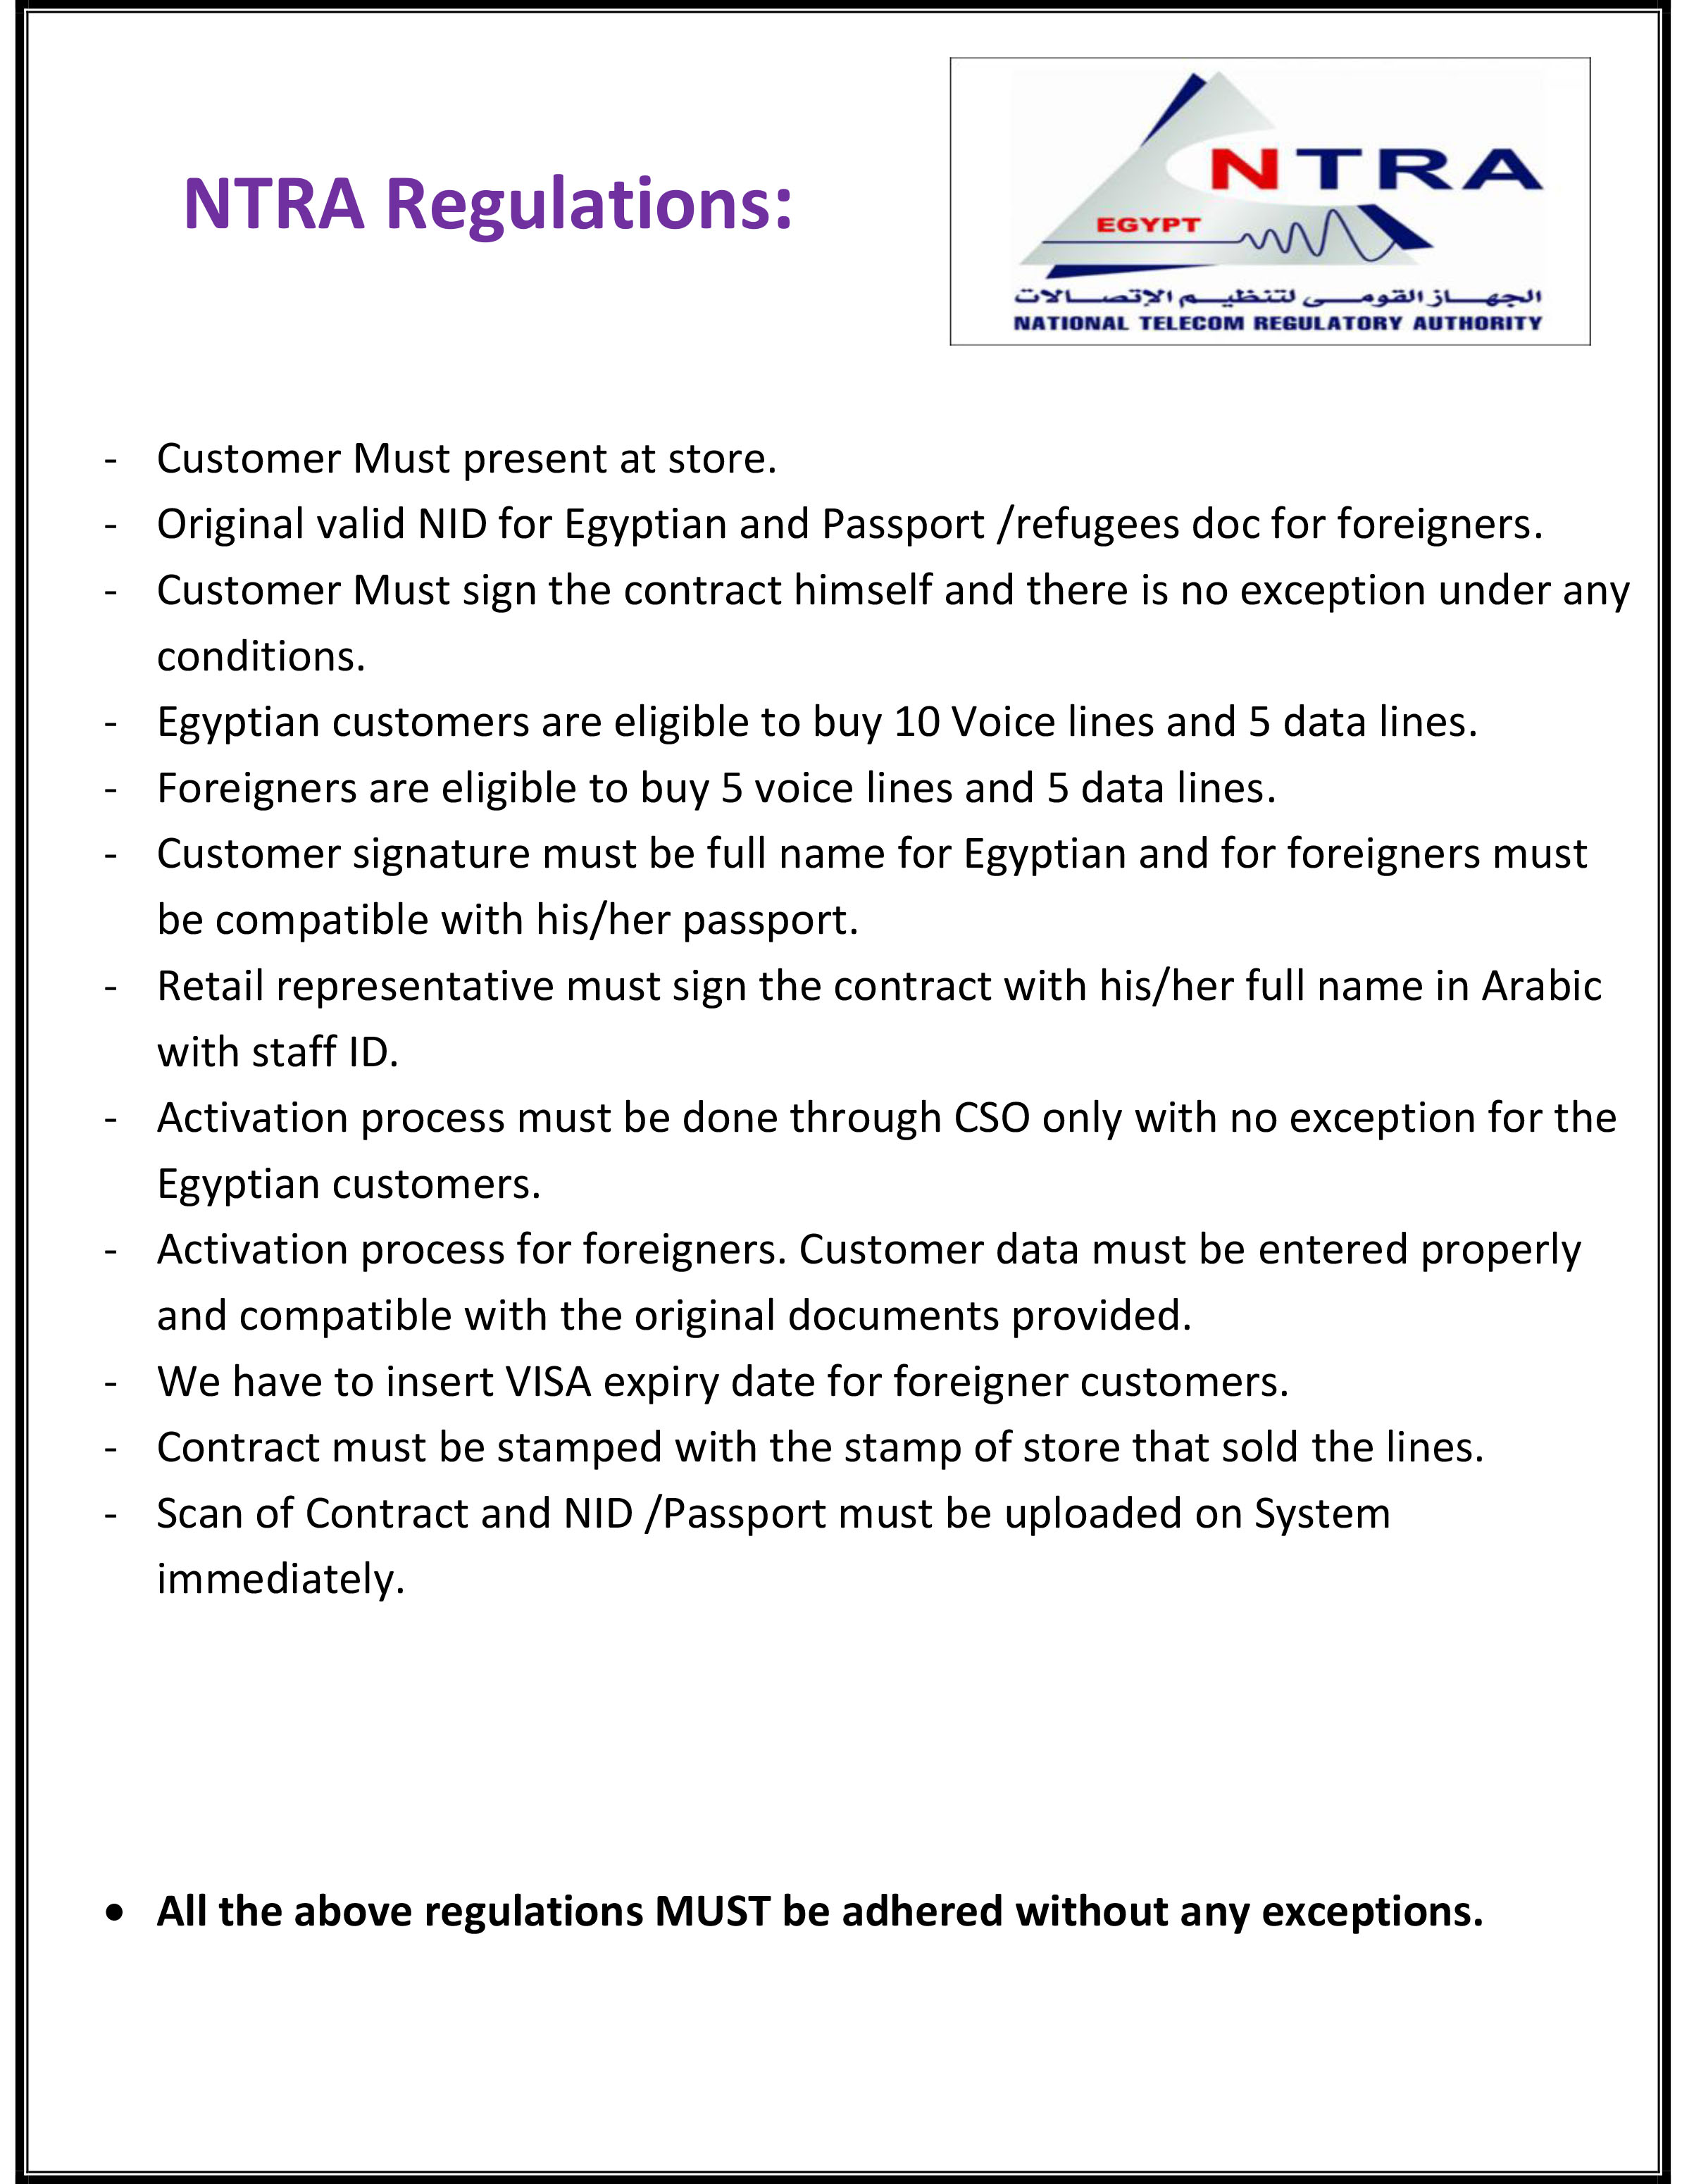 NTRA Regulations:
NTRA
EGYPT
الجهاز القومى لتنظيم الإتصالات
NATIONAL TELECOM REGULATORY AUTHORITY
- Customer Must present at store.
- Original valid NID for Egyptian and Passport /refugees doc for foreigners.
- Customer Must sign the contract himself and there is no exception under any
conditions.
- Egyptian customers are eligible to buy 10 Voice lines and 5 data lines.
- Foreigners are eligible to buy 5 voice lines and 5 data lines.
- Customer signature must be full name for Egyptian and for foreigners must
be compatible with his/her passport.
- Retail representative must sign the contract with his/her full name in Arabic
with staff ID.
- Activation process must be done through CSO only with no exception for the
Egyptian customers.
- Activation process for foreigners. Customer data must be entered properly
and compatible with the original documents provided.
- We have to insert VISA expiry date for foreigner customers.
- Contract must be stamped with the stamp of store that sold the lines.
- Scan of Contract and NID /Passport must be uploaded on System
immediately.
• All the above regulations MUST be adhered without any exceptions.